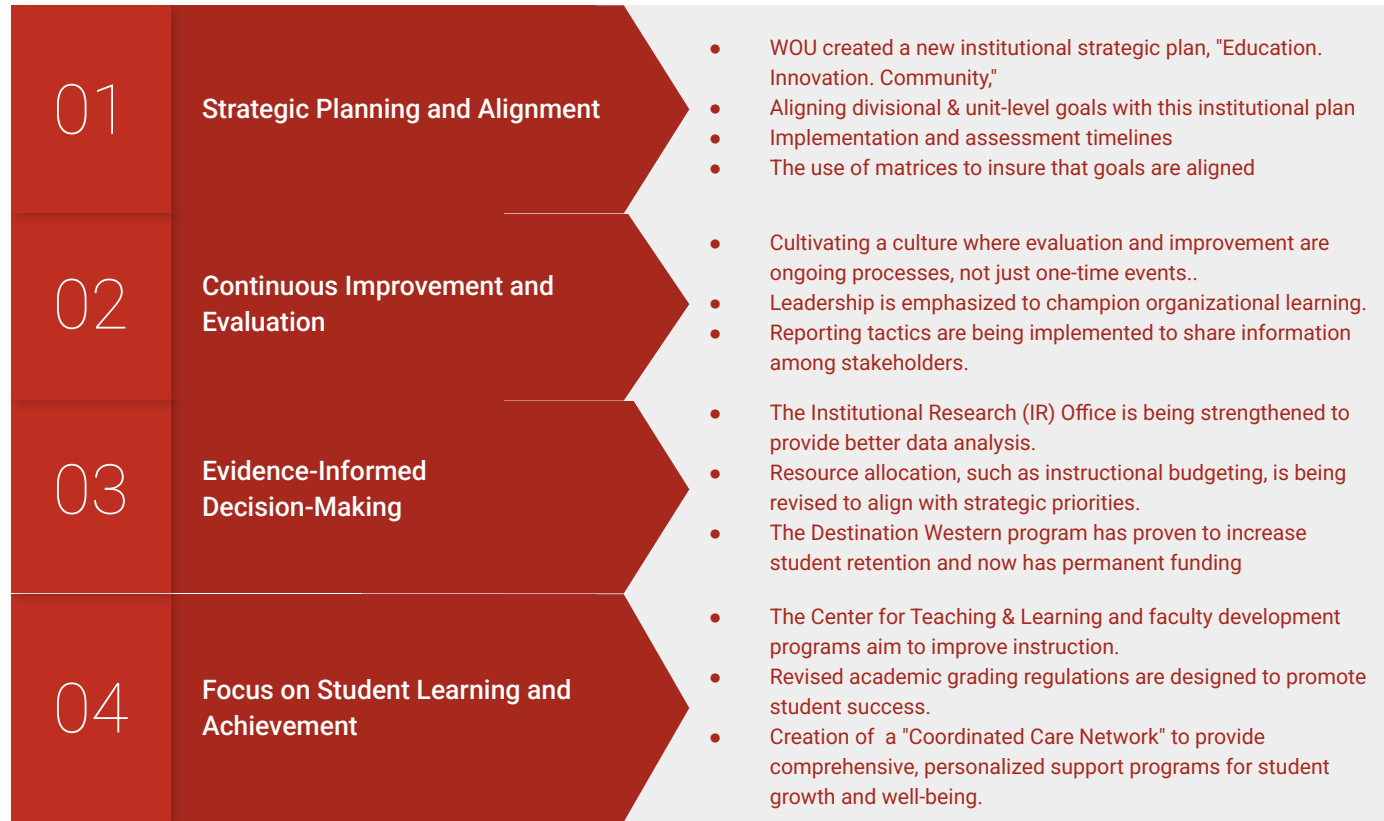 01
Strategic Planning and Alignment
● WOU created a new institutional strategic plan, "Education.
Innovation. Community,"
● Aligning divisional & unit-level goals with this institutional plan
● Implementation and assessment timelines
● The use of matrices to insure that goals are aligned
02
Continuous Improvement and
Evaluation
● Cultivating a culture where evaluation and improvement are
ongoing processes, not just one-time events..
● Leadership is emphasized to champion organizational learning.
● Reporting tactics are being implemented to share information
among stakeholders.
03
Evidence-Informed
Decision-Making
● The Institutional Research (IR) Office is being strengthened to
provide better data analysis.
● Resource allocation, such as instructional budgeting, is being
revised to align with strategic priorities.
● The Destination Western program has proven to increase
student retention and now has permanent funding
04
Focus on Student Learning and
Achievement
● The Center for Teaching & Learning and faculty development
programs aim to improve instruction.
● Revised academic grading regulations are designed to promote
student success.
● Creation of  a "Coordinated Care Network" to provide
comprehensive, personalized support programs for student
growth and well-being.